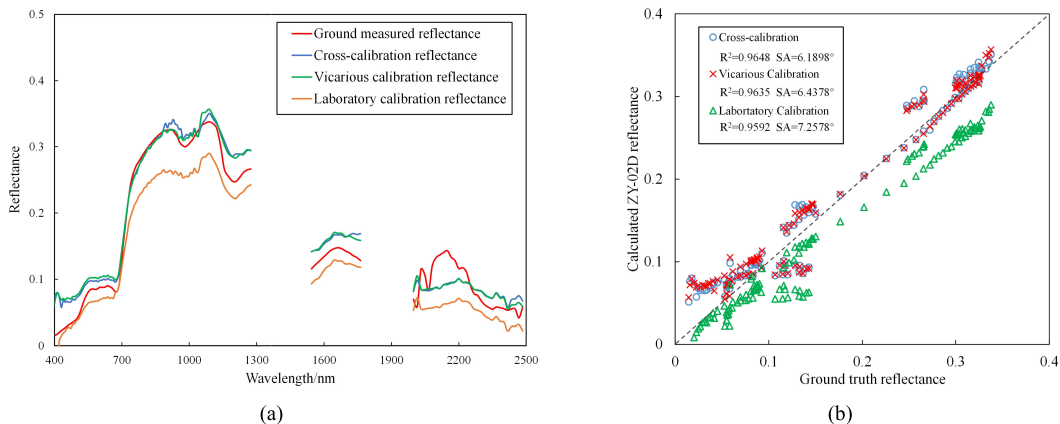 0.5
0.4
0.3
0.2
0.1
0
Reflectance
Ground measured reflectance
Cross-calibration reflectance
Vicarious calibration reflectance
Laboratory calibration reflectance
400
700
1000
1300
1600
1900
2200
2500
Wavelength/nm
(a)
0.4
0.3
0.2
0.1
0
Calculated ZY-02D reflectance
Cross-calibration
R²=0.9648 SA=6.1898°
Vicarious Calibration
R²=0.9635 SA=6.4378°
Labortatory Calibration
R²=0.9592 SA=7.2578°
0
0.1
0.2
0.3
0.4
Ground truth reflectance
(b)